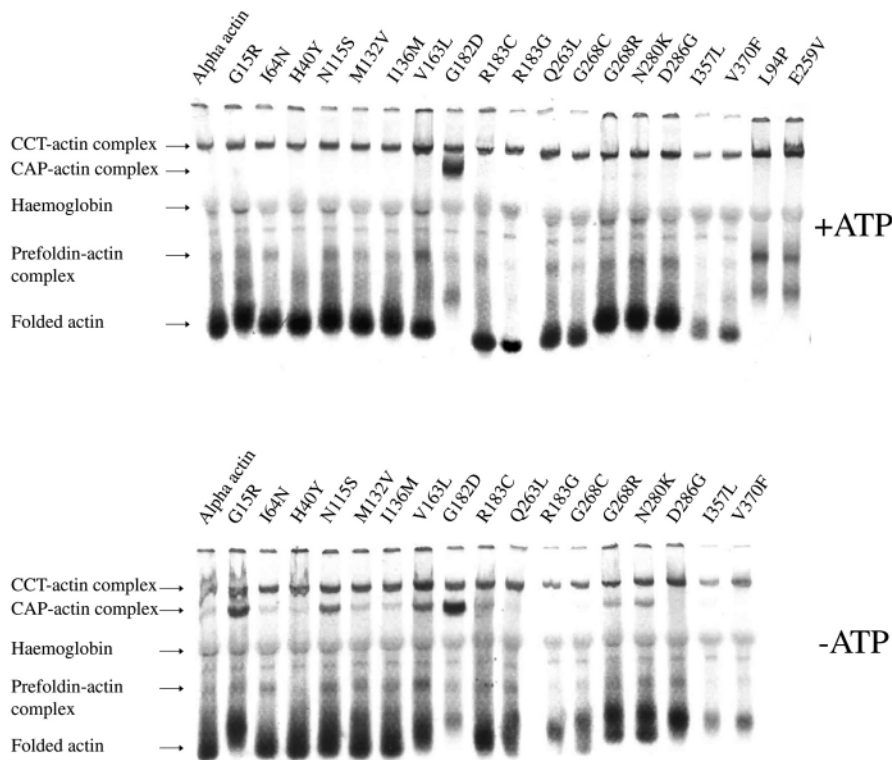 Alpha actin G15R I64N H40Y N115S M132V I136M V163L G182D R183C R183G Q263L G268C G268R N280K D286G I357L V370F L94P E259V
CCT-actin complex
CAP-actin complex
Haemoglobin
+ATP
Prefoldin-actin
complex
Folded actin
Alpha actin G15R I64N H40Y N115S M132V I136M V163L G182D R183C Q263L R183G G268C G268R N280K D286G I357L V370F
CCT-actin complex
CAP-actin complex
Haemoglobin
-ATP
Prefoldin-actin
complex
Folded actin